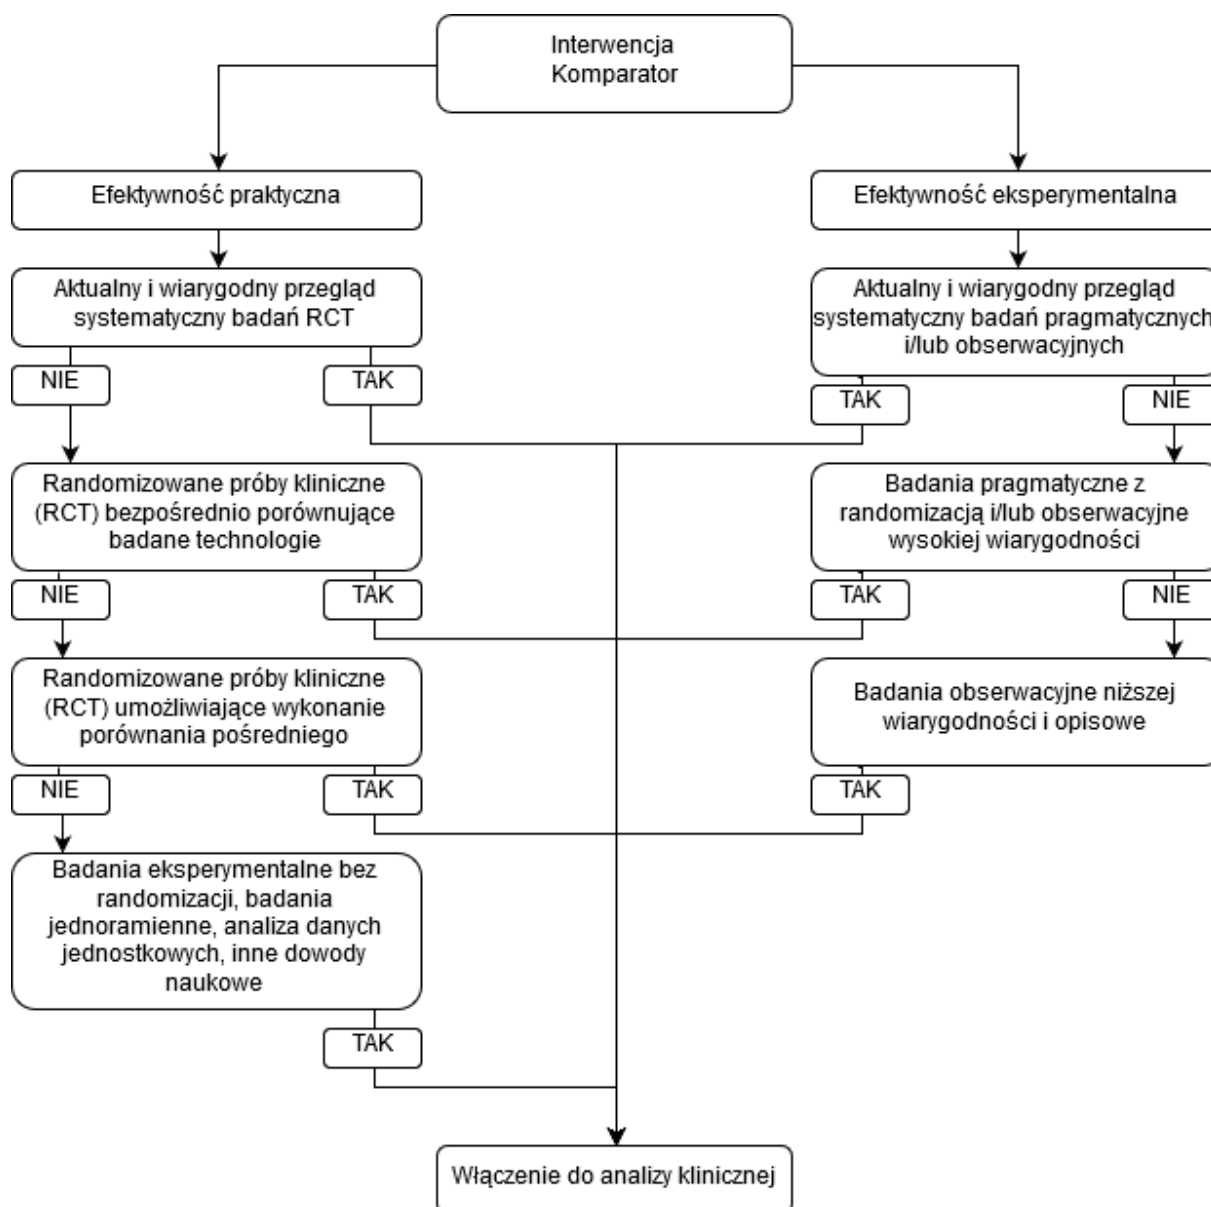 Interwencja
Komparator
Efektywność praktyczna
Efektywność eksperymentalna
Aktualny i wiarygodny przegląd
systematyczny badań RCT
Aktualny i wiarygodny przegląd
systematyczny badań pragmatycznych
i/lub obserwacyjnych
NIE
TAK
TAK
NIE
Randomizowane próby kliniczne
(RCT) bezpośrednio porównujące
badane technologie
Badania pragmatyczne z
randomizacją i/lub obserwacyjne
wysokiej wiarygodności
NIE
TAK
TAK
NIE
Randomizowane próby kliniczne
(RCT) umożliwiające wykonanie
porównania pośredniego
Badania obserwacyjne niższej
wiarygodności i opisowe
NIE
TAK
TAK
Badania eksperymentalne bez
randomizacji, badania
jednoramienne, analiza danych
jednostkowych, inne dowody
naukowe
TAK
Włączenie do analizy klinicznej